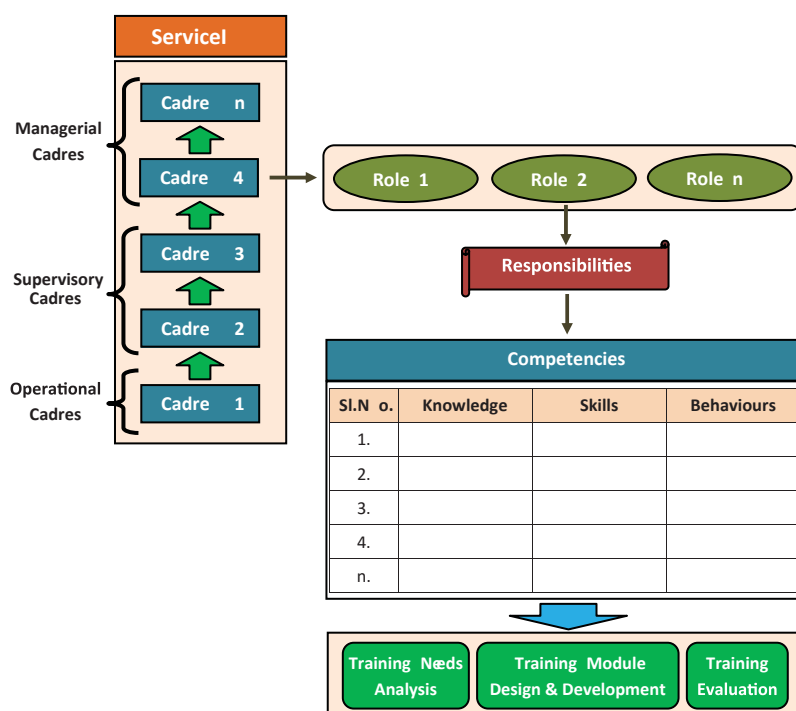 ServiceI
Managerial
Cadres
Cadre n
Cadre 4
Supervisory
Cadres
Cadre 3
Cadre 2
Operational
Cadres
Cadre 1
Role 1
Role 2
Role n
Responsibilities
Competencies
Sl.N o. Knowledge Skills Behaviours
1.
2.
3.
4.
n.
Training Needs
Analysis
Training Module
Design & Development
Training
Evaluation